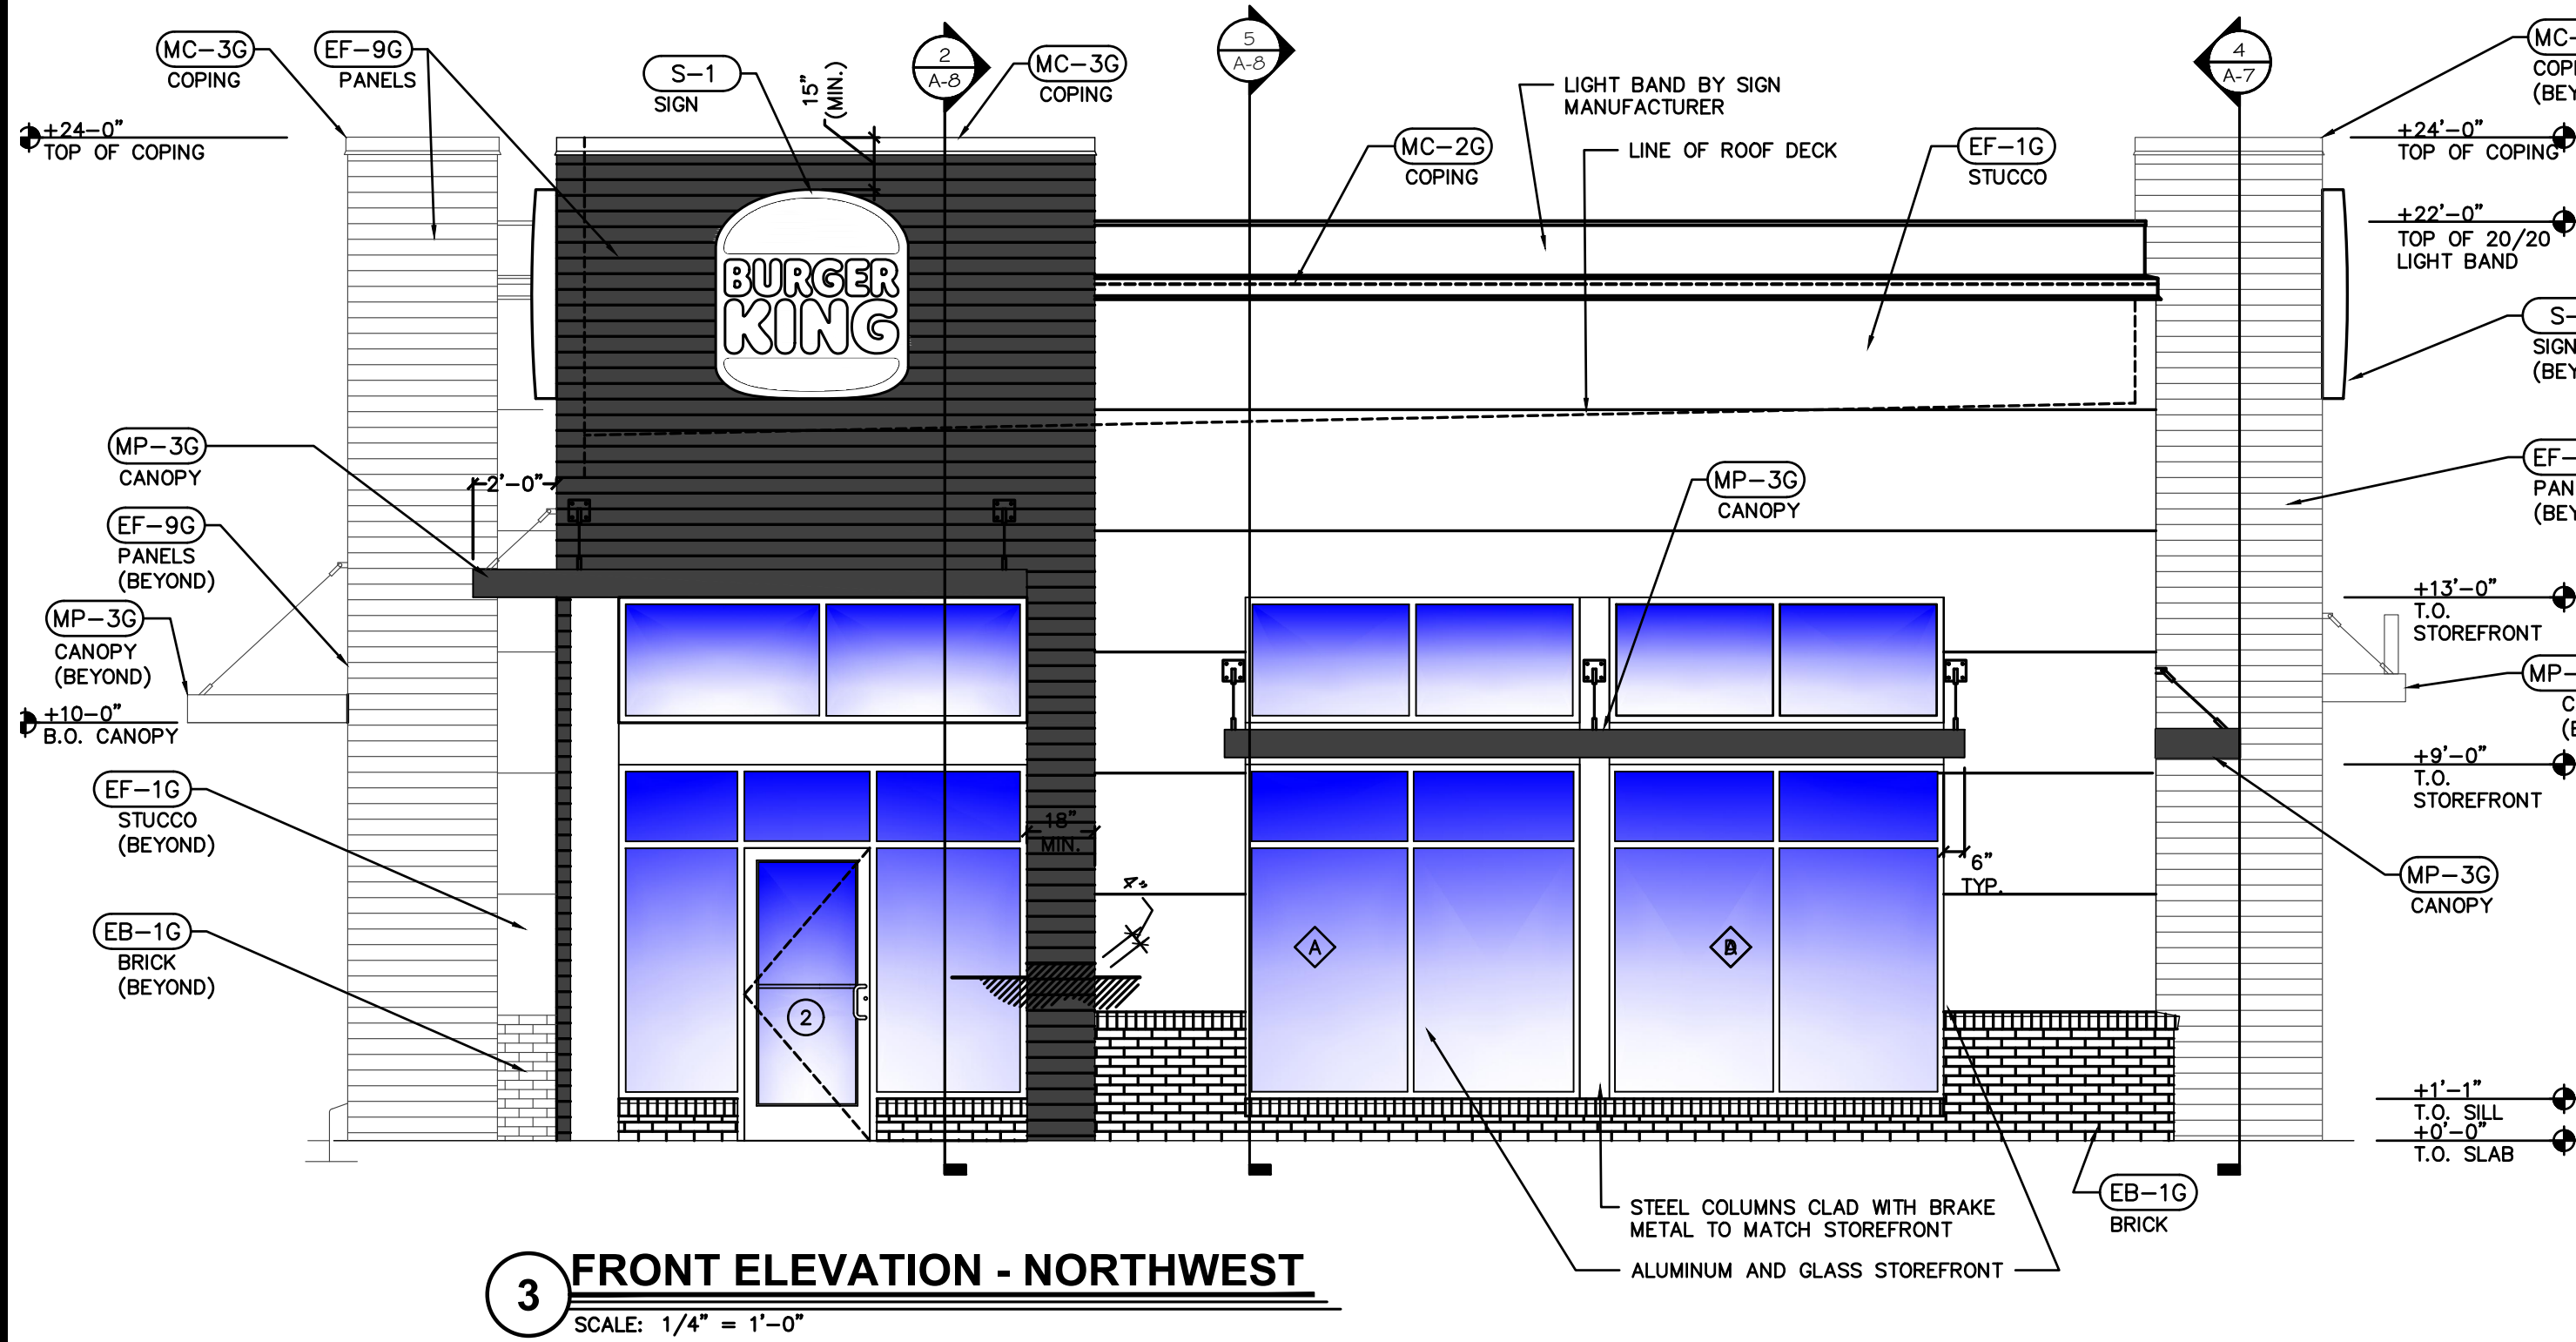 MC-3G
COPING
EF-9G
PANELS
S-1
SIGN
15"
(MIN.)
2
A-8
MC-3G
COPING
5
A-8
LIGHT BAND BY SIGN
MANUFACTURER
LINE OF ROOF DECK
MC-2G
COPING
EF-1G
STUCCO
4
A-7
MC-
+24-0"
TOP OF COPING
+24'-0"
TOP OF COPING
+22'-0"
TOP OF 20/20
LIGHT BAND
BURGER
KING
S-
SIGN
MP-3G
CANOPY
2'-0"
EF-9G
PANELS
(BEYOND)
MP-3G
CANOPY
EF-
+13'-0"
T.O.
STOREFRONT
MP-3G
CANOPY
(BEYOND)
+10-0"
B.O. CANOPY
MP-
+9'-0"
T.O.
STOREFRONT
EF-1G
STUCCO
(BEYOND)
18"
MIN.
4"
6"
TYP.
MP-3G
CANOPY
EB-1G
BRICK
(BEYOND)
A
2
+1'-1"
T.O. SILL
+0'-0"
T.O. SLAB
EB-1G
BRICK
STEEL COLUMNS CLAD WITH BRAKE
METAL TO MATCH STOREFRONT
ALUMINUM AND GLASS STOREFRONT
3
FRONT ELEVATION - NORTHWEST
SCALE: 1/4" = 1'-0"